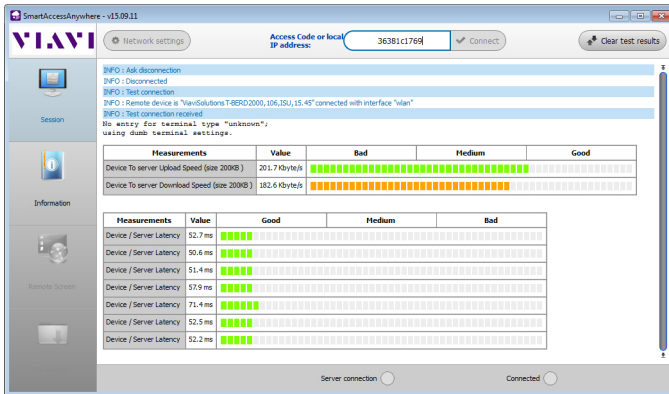 SmartAccessAnywhere - v15.09.11
VIAVI
Network settings
Access Code or local
IP address:
36381c1769
Connect
Clear test results
Session
Information
Remote Screen
INFO : Ask disconnection
INFO : Disconnected
INFO : Test connection
INFO : Remote device is "ViaviSolutions T-BERD2000,106,ISU,15.45" connected with interface "wlan"
INFO : Test connection received
No entry for terminal type "unknown";
using dumb terminal settings.
Measurements Value Bad Medium Good
Device To server Upload Speed (size 200KB ) 201.7 Kbyte/s
Device To server Download Speed (size 200KB ) 182.6 Kbyte/s
Measurements Value Good Medium Bad
Device / Server Latency 52.7 ms
Device / Server Latency 50.6 ms
Device / Server Latency 51.4 ms
Device / Server Latency 57.9 ms
Device / Server Latency 71.4 ms
Device / Server Latency 52.5 ms
Device / Server Latency 52.2 ms
Server connection
Connected